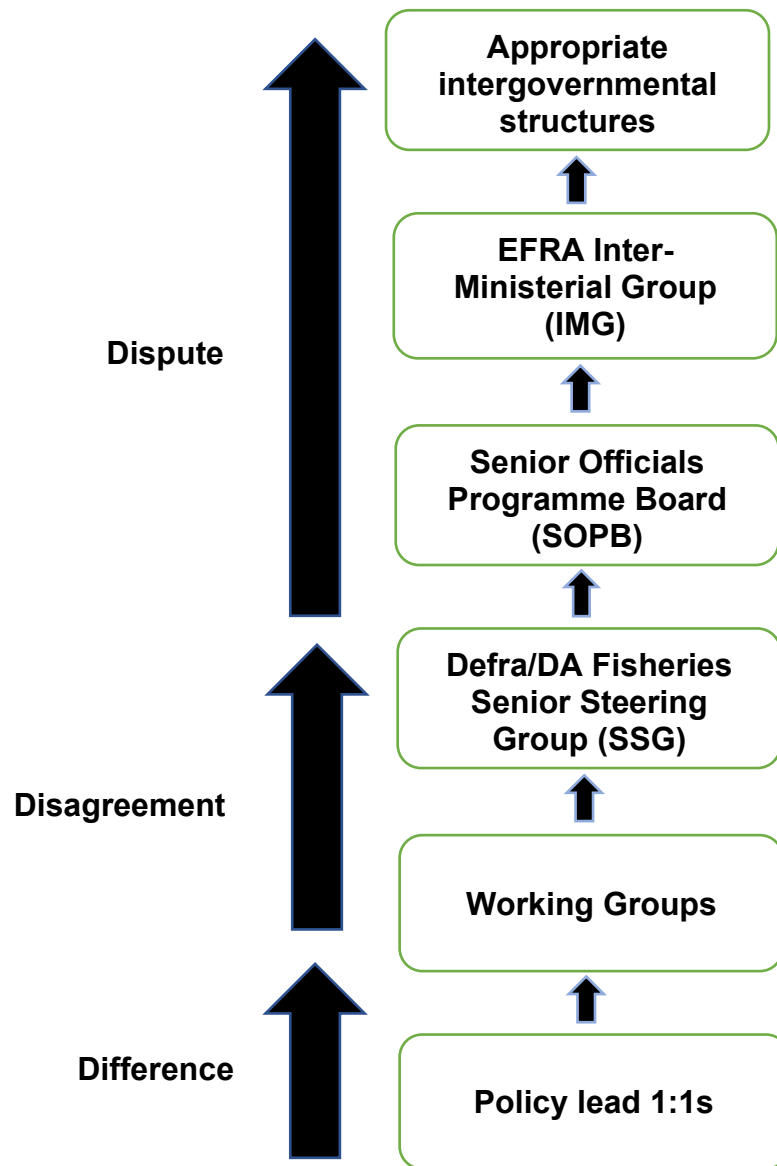 Appropriate
intergovernmental
structures
EFRA Inter-
Ministerial Group
(IMG)
Dispute
Senior Officials
Programme Board
(SOPB)
Defra/DA Fisheries
Senior Steering
Group (SSG)
Disagreement
Working Groups
Difference
Policy lead 1:1s